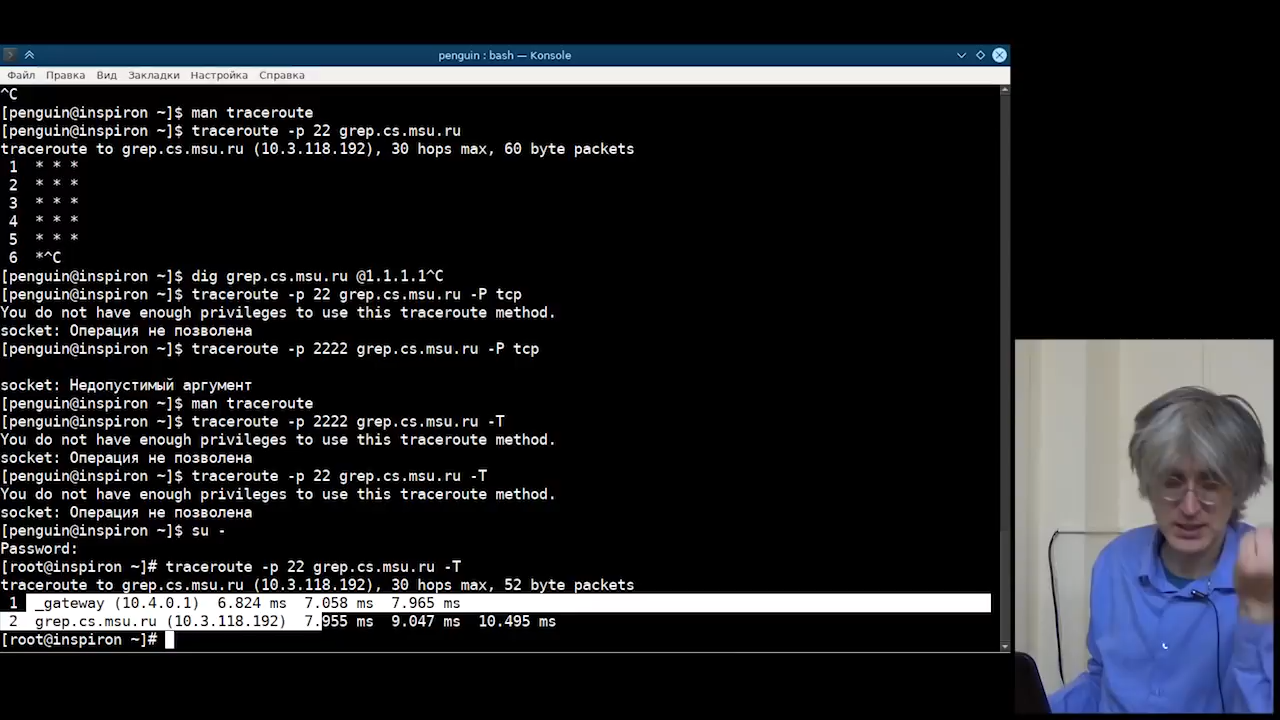 penguin : bash — Konsole
Файл Правка Вид Закладки Настройка Справка
^C
[penguin@inspiron ~]$ man traceroute
[penguin@inspiron ~]$ traceroute -p 22 grep.cs.msu.ru
traceroute to grep.cs.msu.ru (10.3.118.192), 30 hops max, 60 byte packets
1 * * *
2 * * *
3 * * *
4 * * *
5 * * *
6 *^C
[penguin@inspiron ~]$ dig grep.cs.msu.ru @1.1.1.1^C
[penguin@inspiron ~]$ traceroute -p 22 grep.cs.msu.ru -P tcp
You do not have enough privileges to use this traceroute method.
socket: Операция не позволена
[penguin@inspiron ~]$ traceroute -p 2222 grep.cs.msu.ru -P tcp
socket: Недопустимый аргумент
[penguin@inspiron ~]$ man traceroute
[penguin@inspiron ~]$ traceroute -p 2222 grep.cs.msu.ru -T
You do not have enough privileges to use this traceroute method.
socket: Операция не позволена
[penguin@inspiron ~]$ traceroute -p 22 grep.cs.msu.ru -T
You do not have enough privileges to use this traceroute method.
socket: Операция не позволена
[penguin@inspiron ~]$ su -
Password:
[root@inspiron ~]# traceroute -p 22 grep.cs.msu.ru -T
traceroute to grep.cs.msu.ru (10.3.118.192), 30 hops max, 52 byte packets
1 _gateway (10.4.0.1) 6.824 ms 7.058 ms 7.965 ms
2 grep.cs.msu.ru (10.3.118.192) 7.955 ms 9.047 ms 10.495 ms
[root@inspiron ~]#